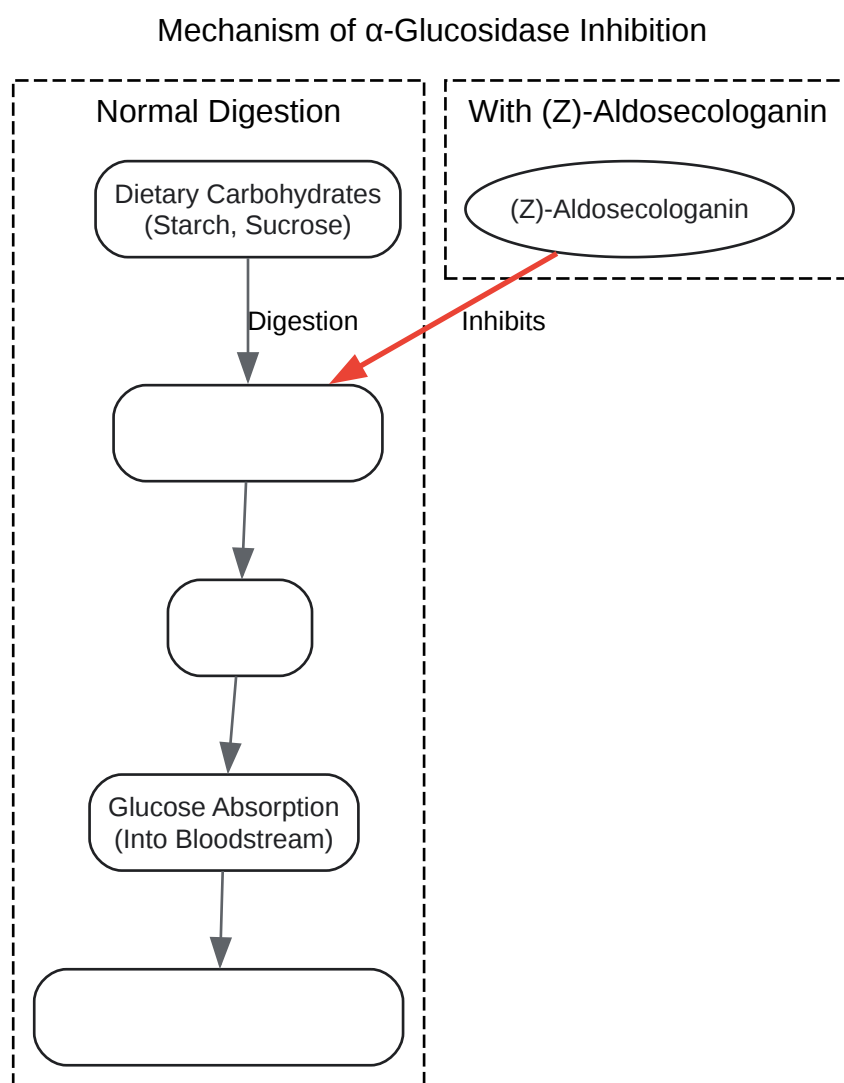 Mechanism of α-Glucosidase Inhibition
Normal Digestion
With (Z)-Aldosecologanin
Dietary Carbohydrates
(Starch, Sucrose)
(Z)-Aldosecologanin
Digestion
Inhibits
Glucose Absorption
(Into Bloodstream)